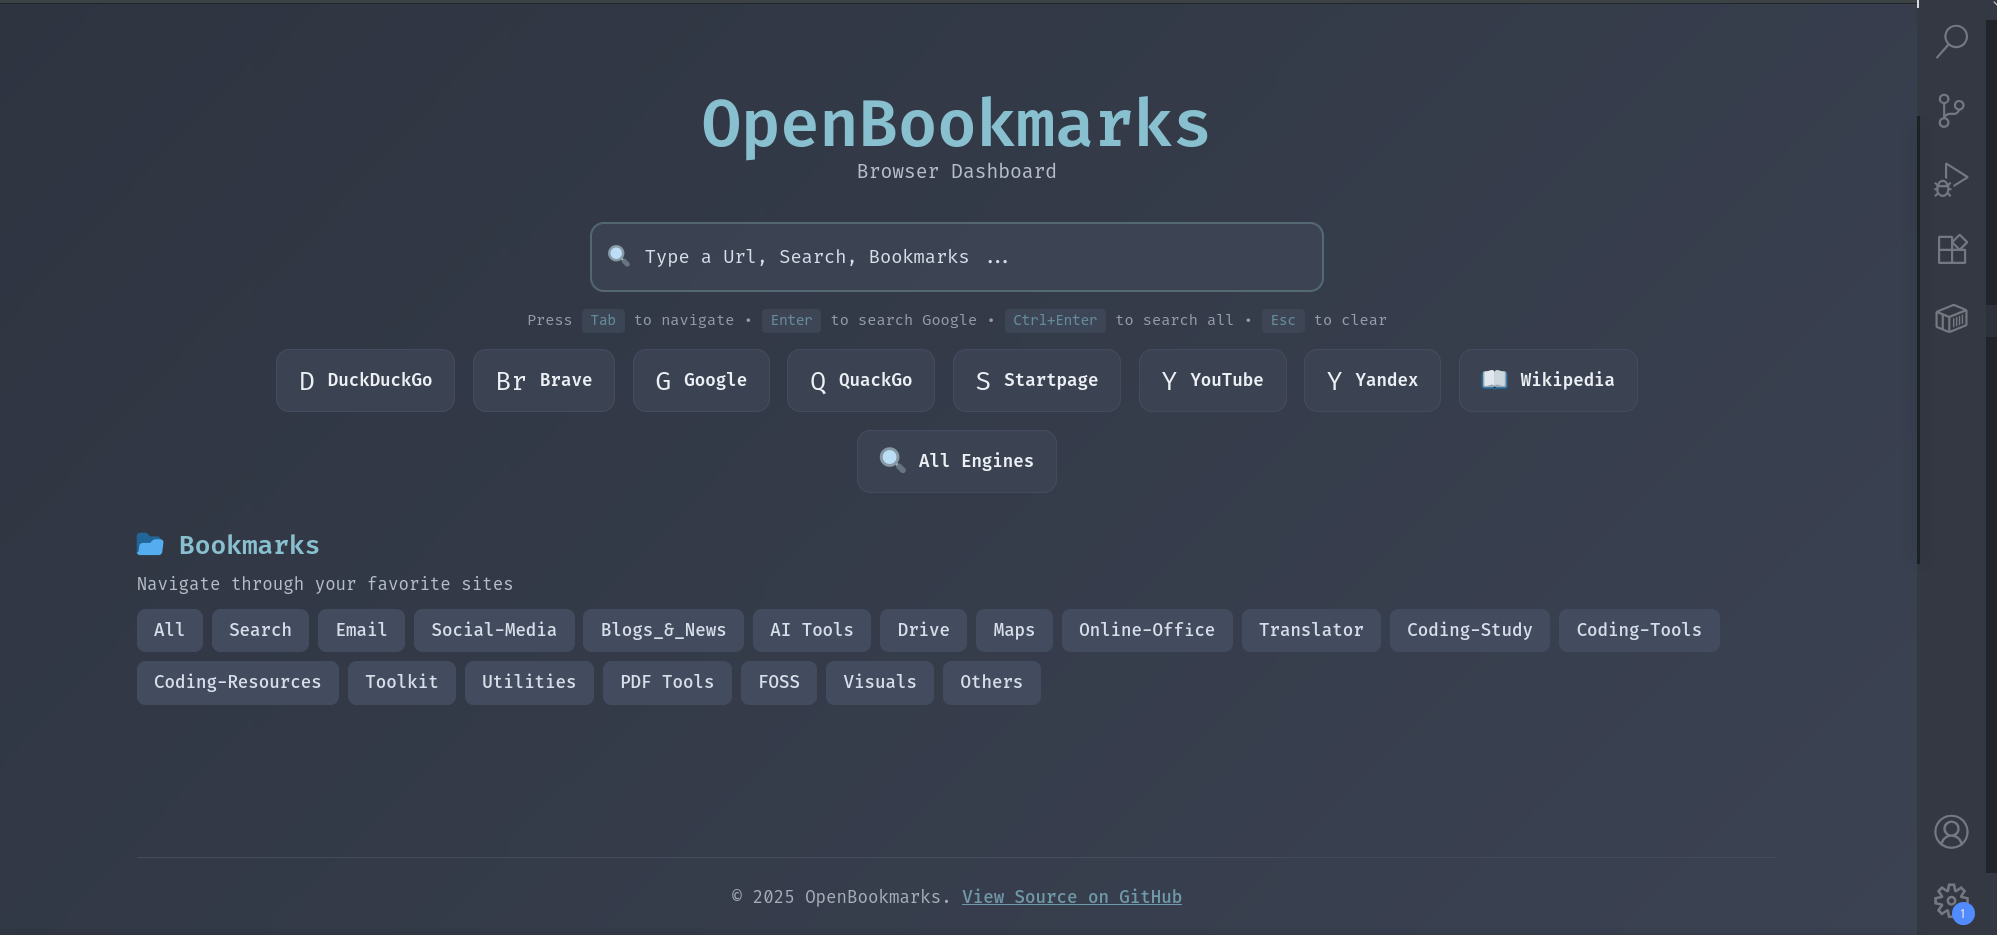 OpenBookmarks
Browser Dashboard
Type a Url, Search, Bookmarks ...
Press Tab to navigate • Enter to search Google • Ctrl+Enter to search all • Esc to clear
D DuckDuckGo Br Brave G Google Q QuackGo S Startpage Y YouTube Y Yandex Wikipedia
All Engines
Bookmarks
Navigate through your favorite sites
All Search Email Social-Media Blogs_&_News AI Tools Drive Maps Online-Office Translator Coding-Study Coding-Tools
Coding-Resources Toolkit Utilities PDF Tools FOSS Visuals Others
© 2025 OpenBookmarks. View Source on GitHub
1